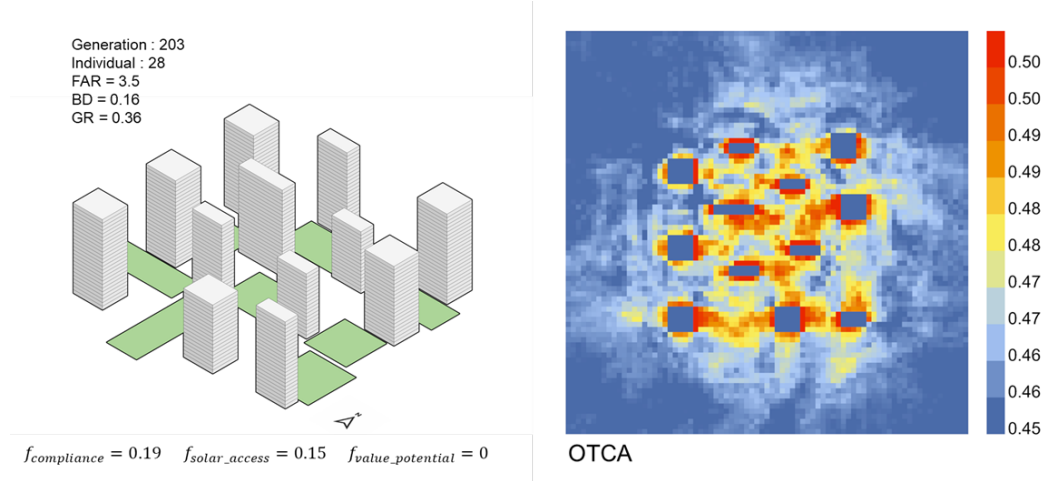 Generation : 203
Individual : 28
FAR = 3.5
BD = 0.16
GR = 0.36
N
f_compliance = 0.19 f_solar_access = 0.15 f_value_potential = 0
0.50
0.50
0.49
0.49
0.48
0.48
0.47
0.47
0.46
0.46
0.45
OTCA